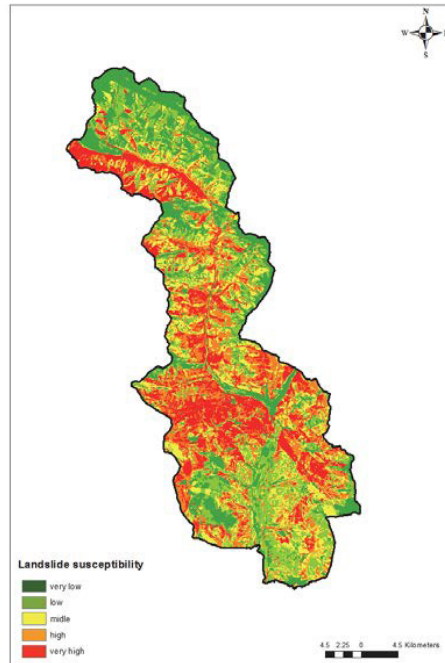 N
W
S
Landslide susceptibility
very low
low
midle
high
very high
4.5 2.25 0 4.5 Kilometers